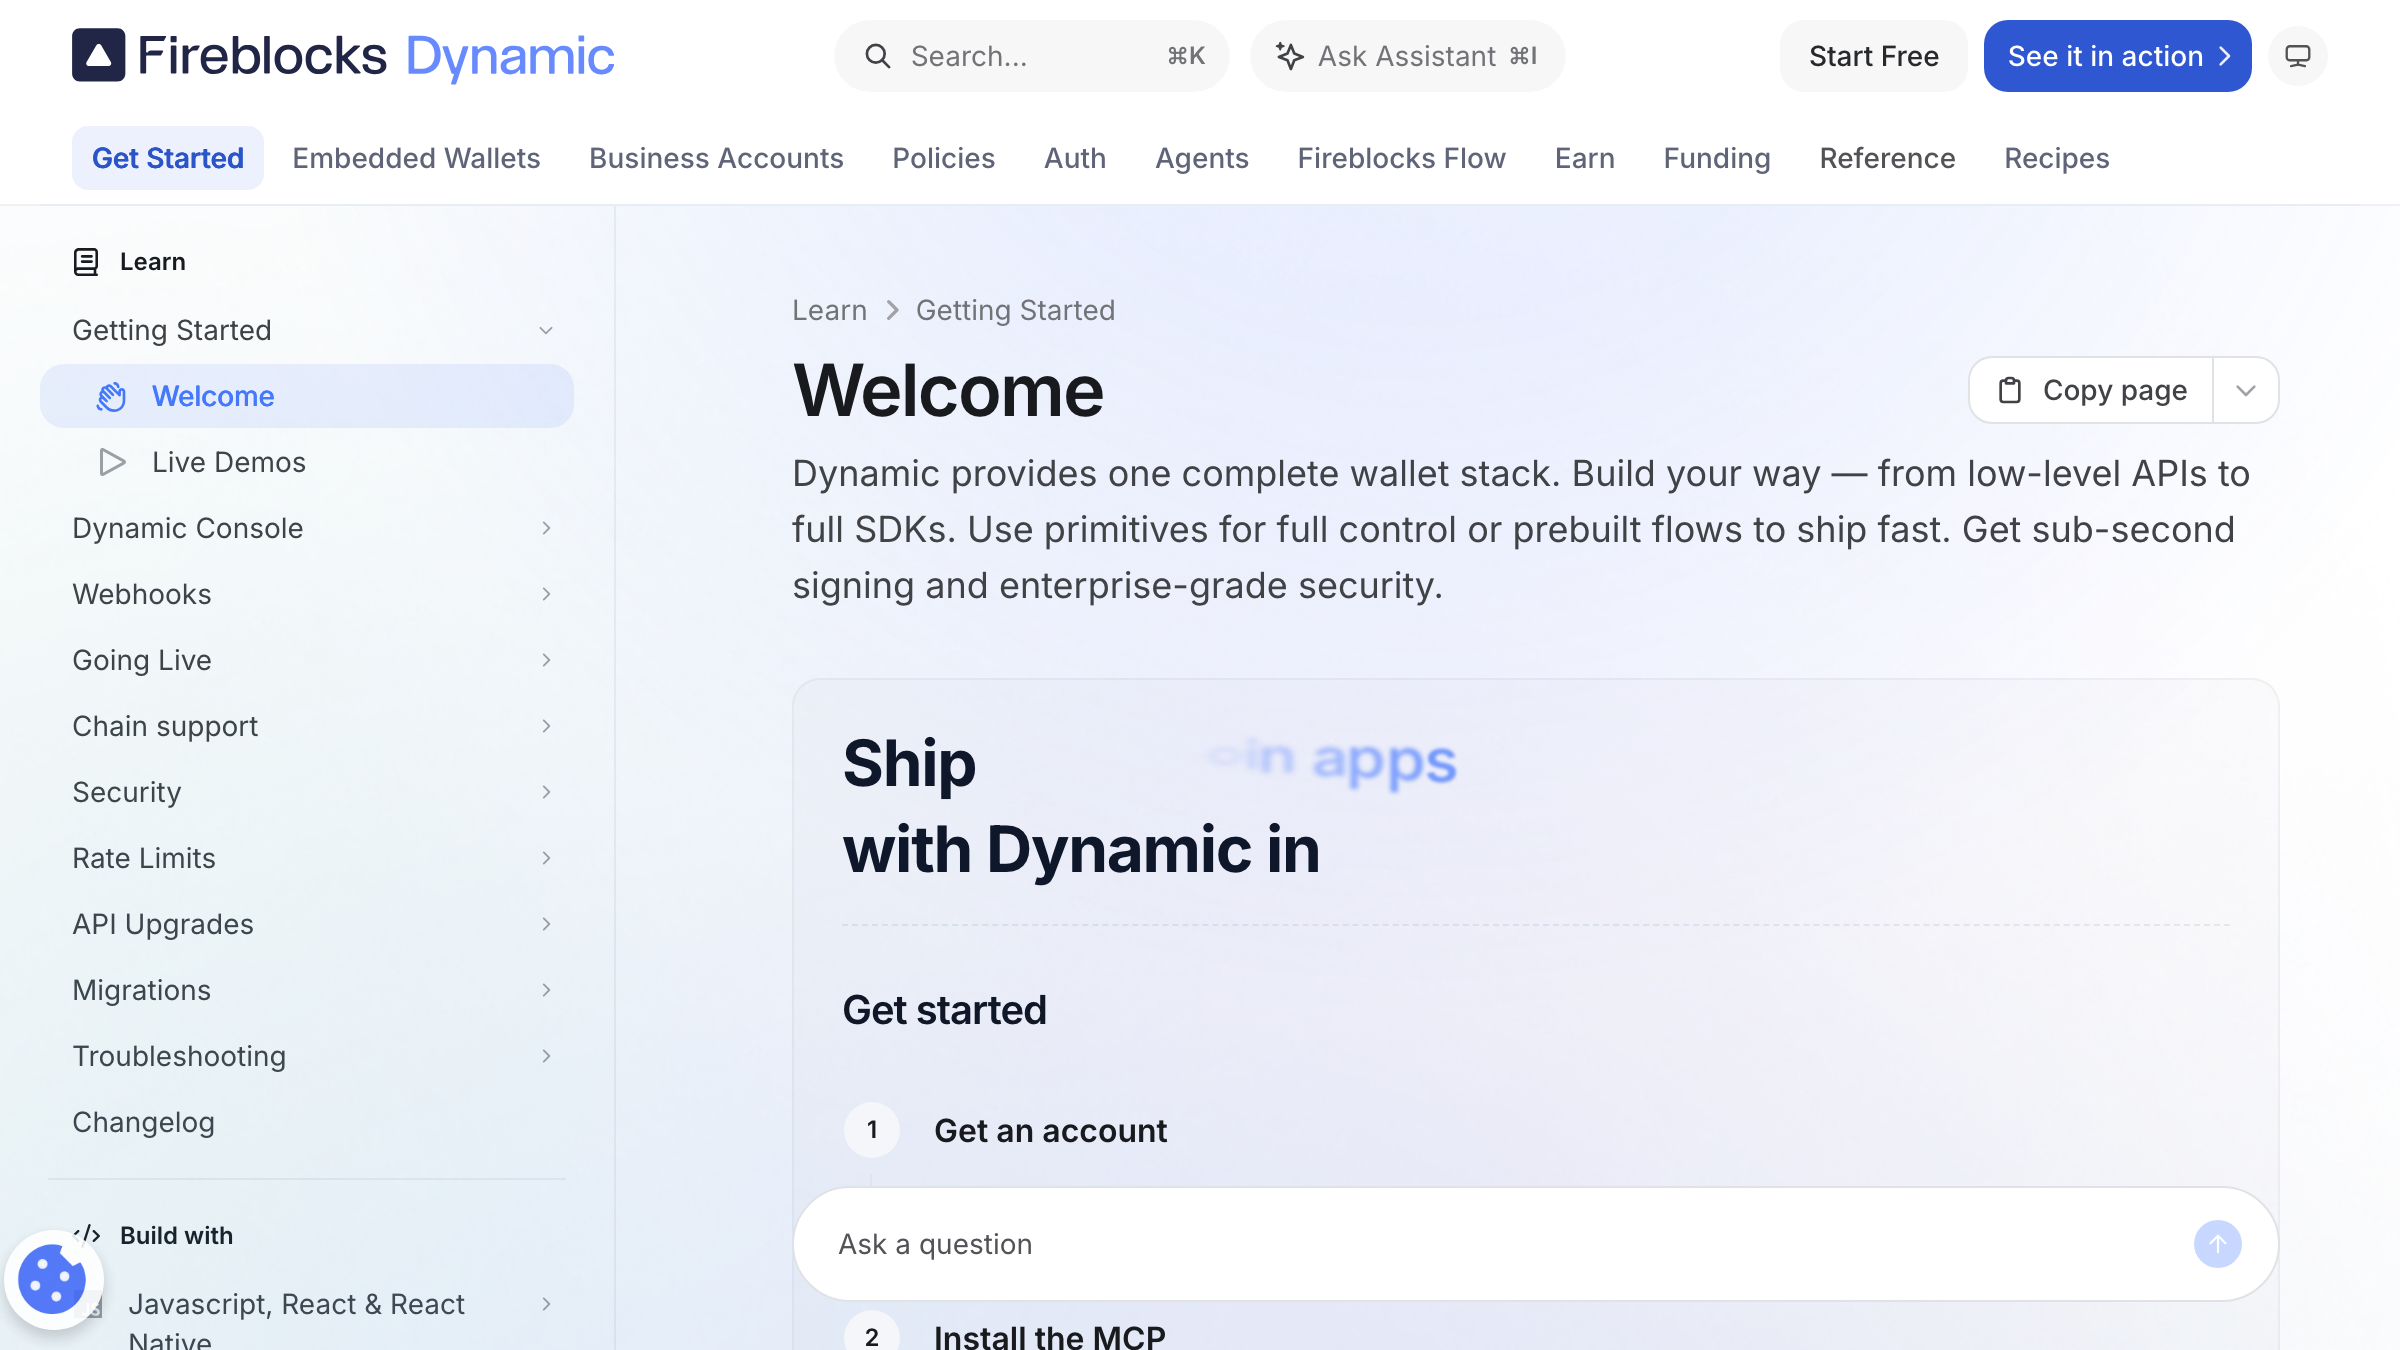 Fireblocks Dynamic
Search...
⌘K
Ask Assistant ⌘I
Start Free
See it in action
Get Started
Embedded Wallets
Business Accounts
Policies
Auth
Agents
Fireblocks Flow
Earn
Funding
Reference
Recipes
Learn
Getting Started
Welcome
Live Demos
Dynamic Console
Webhooks
Going Live
Chain support
Security
Rate Limits
API Upgrades
Migrations
Troubleshooting
Changelog
Build with
Javascript, React & React
Native
Learn
Getting Started
Welcome
Copy page
Dynamic provides one complete wallet stack. Build your way — from low-level APIs to
full SDKs. Use primitives for full control or prebuilt flows to ship fast. Get sub-second
signing and enterprise-grade security.
Ship
apps
with Dynamic in
Get started
1
Get an account
Ask a question
2
Install the MCP